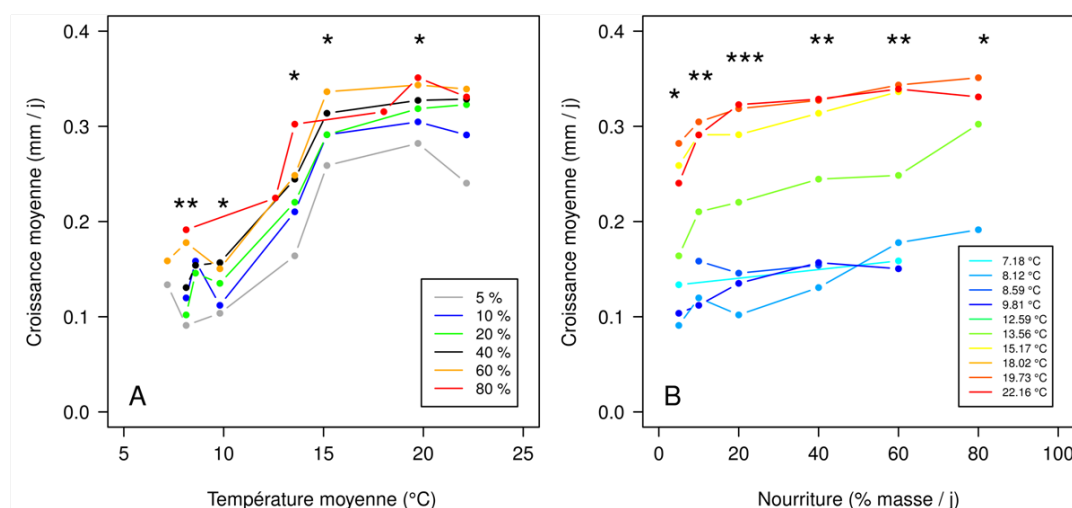 0.4
0.3
0.2
0.1
0.0
Croissance moyenne (mm / j)
** * * * *
A
5 %
10 %
20 %
40 %
60 %
80 %
5 10 15 20 25
Température moyenne (°C)
0.4
0.3
0.2
0.1
0.0
Croissance moyenne (mm / j)
* ** *** ** ** *
B
7.18 °C
8.12 °C
8.59 °C
9.81 °C
12.59 °C
13.56 °C
15.17 °C
18.02 °C
19.73 °C
22.16 °C
0 20 40 60 80 100
Nourriture (% masse / j)